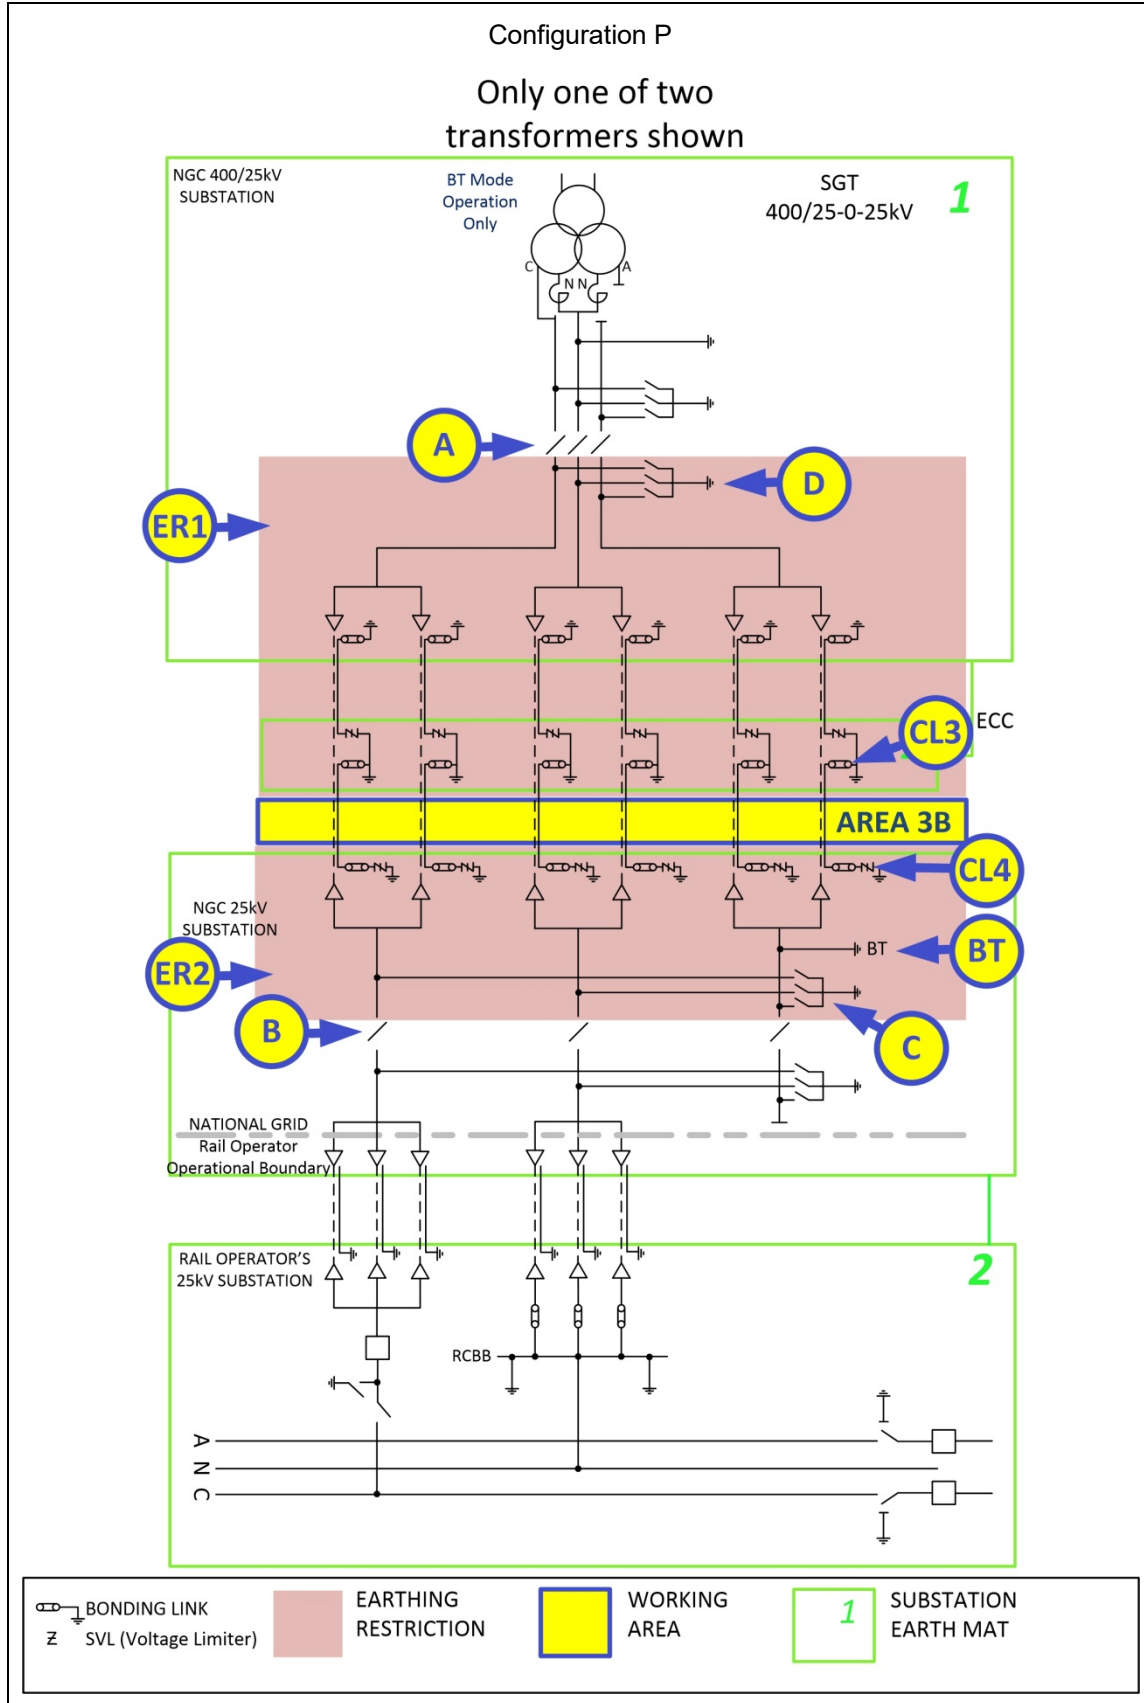 Configuration P
Only one of two
transformers shown
NGC 400/25kV
SUBSTATION
BT Mode
Operation
Only
SGT
400/25-0-25kV
1
C
N N
A
A
D
ER1
ECC
CL3
AREA 3B
CL4
NGC 25kV
SUBSTATION
BT
BT
ER2
B
C
NATIONAL GRID
Rail Operator
Operational Boundary
RAIL OPERATOR'S
25kV SUBSTATION
2
RCBB
A
N
C
BONDING LINK
SVL (Voltage Limiter)
EARTHING
RESTRICTION
WORKING
AREA
1
SUBSTATION
EARTH MAT